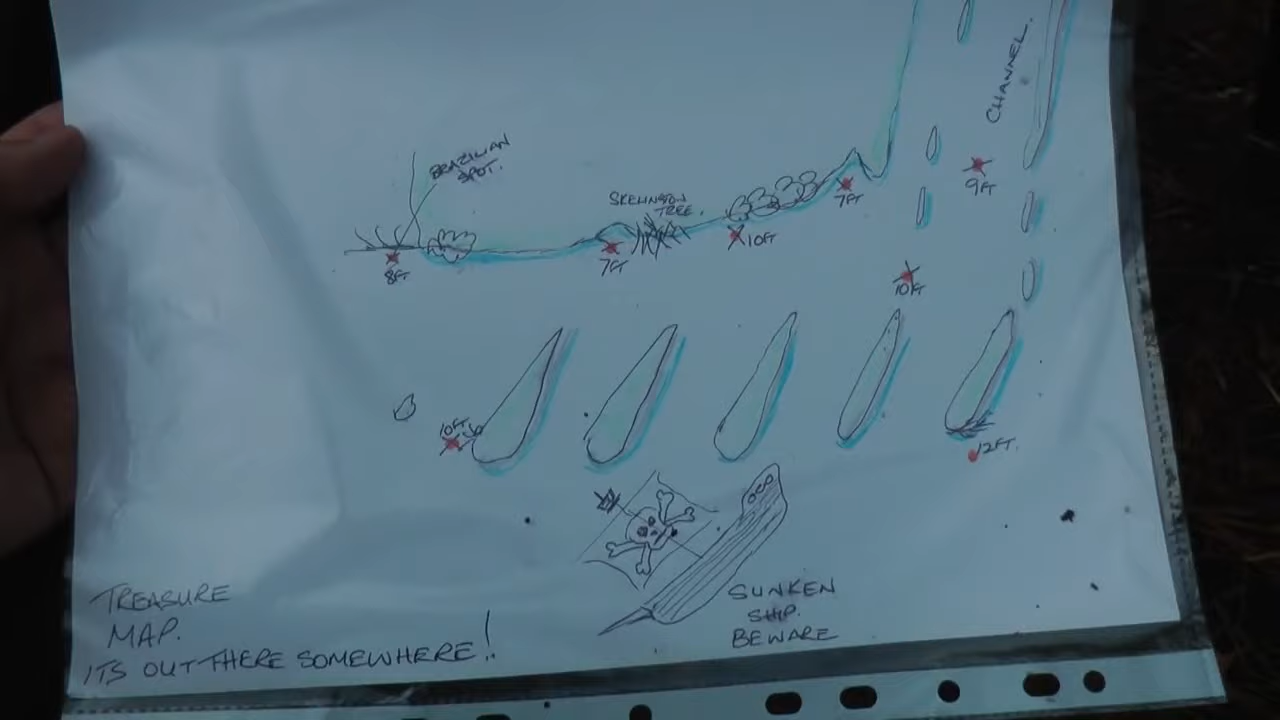 CHANNEL.
BRAZILIAN
SPOT.
9FT
SKELINGTON
TREE.
7FT
10FT
7FT
8FT
10FT
10FT
12FT.
SUNKEN
SHIP.
BEWARE
TREASURE
MAP.
ITS OUT THERE SOMEWHERE!